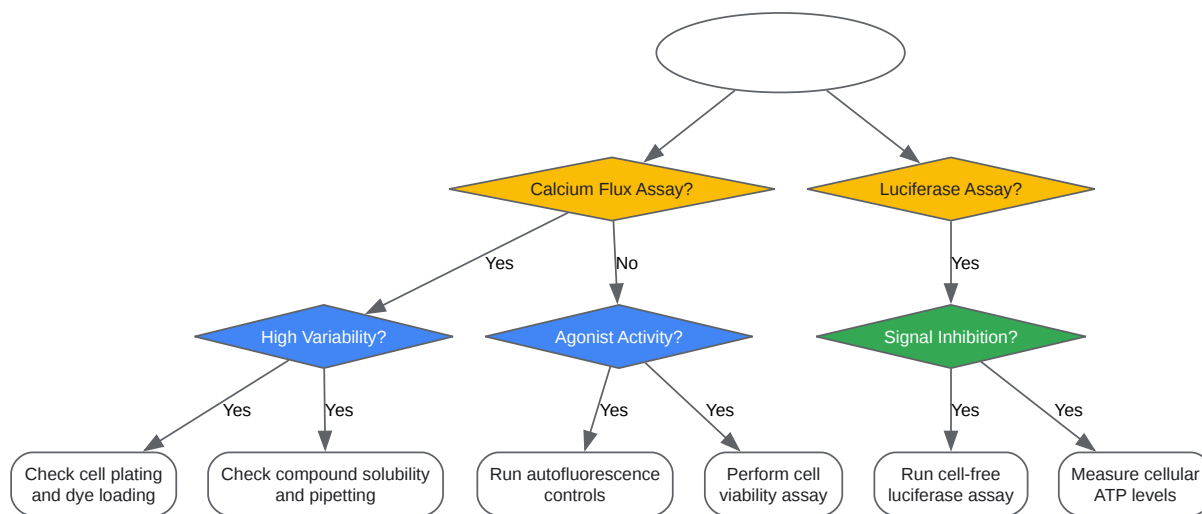 Calcium Flux Assay?
Luciferase Assay?
Yes
No
Yes
High Variability?
Agonist Activity?
Signal Inhibition?
Yes
Yes
Yes
Yes
Yes
Yes
Check cell plating
and dye loading
Check compound solubility
and pipetting
Run autofluorescence
controls
Perform cell
viability assay
Run cell-free
luciferase assay
Measure cellular
ATP levels